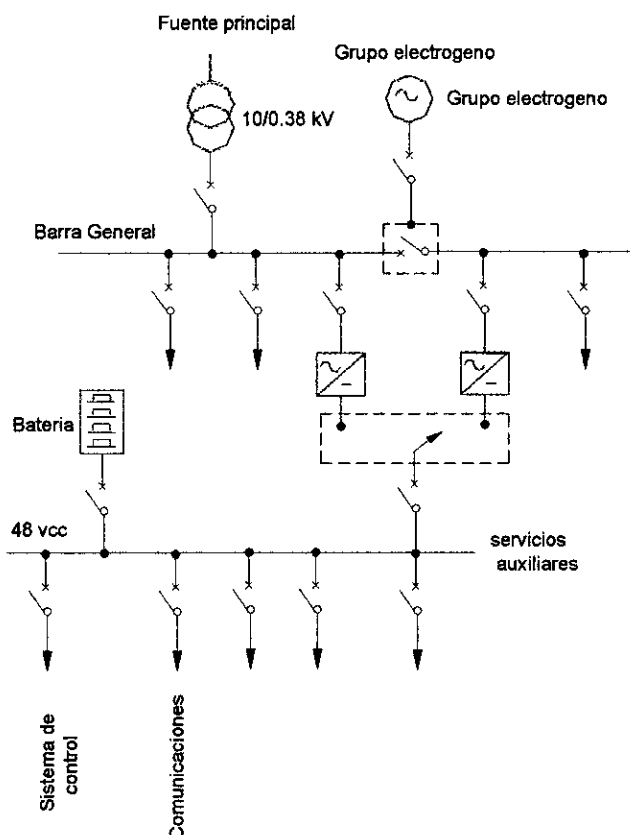 Fuente principal
Grupo electrogeno
Grupo electrogeno
10/0.38 kV
Barra General
Bateria
48 vcc
servicios
auxiliares
Sistema de
control
Comunicaciones